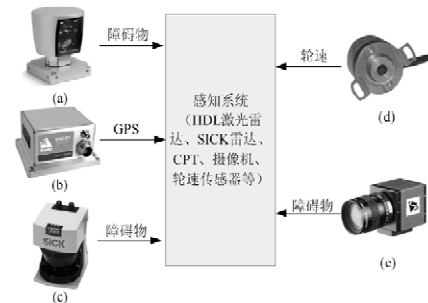 障碍物
(a)
GPS
(b)
SICK
障碍物
(c)
感知系统
（HDL激光雷
达、SICK雷达、
CPT、摄像机、
轮速传感器等）
轮速
(d)
障碍物
(e)